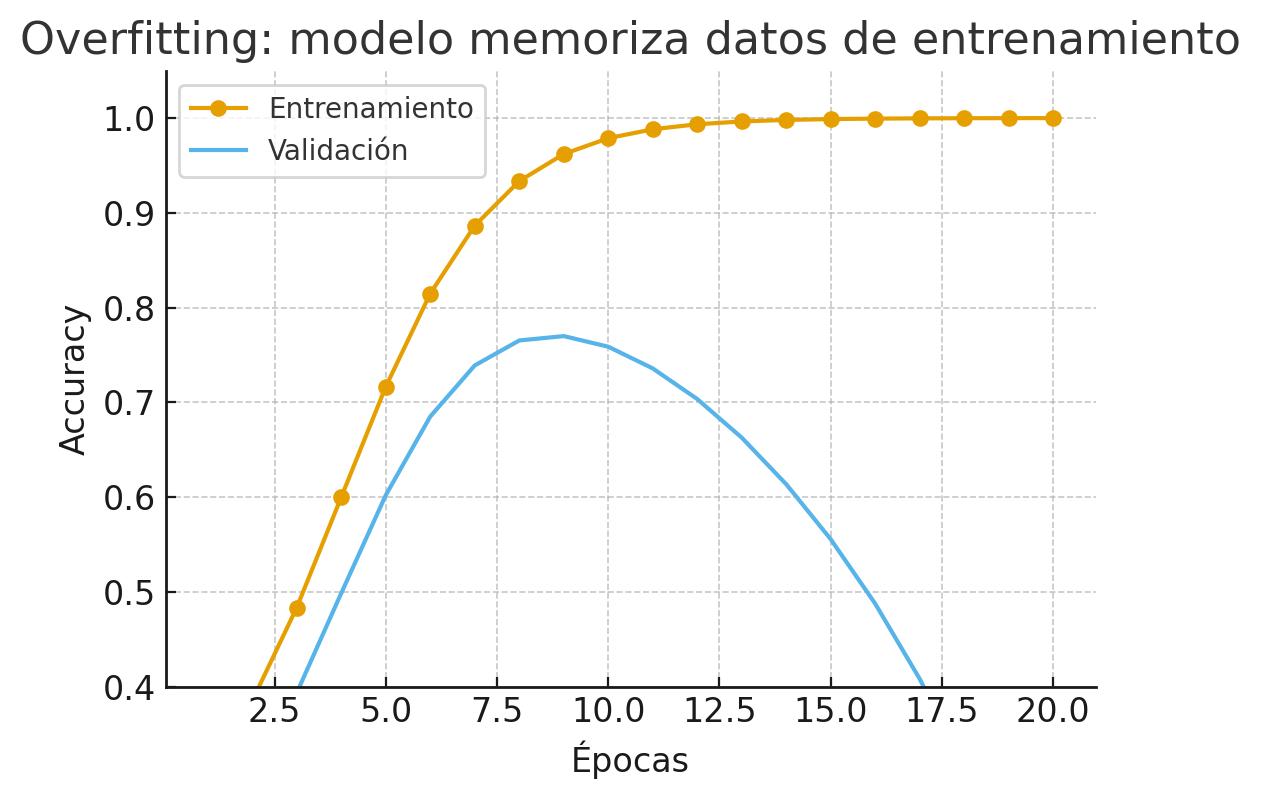 Overfitting: modelo memoriza datos de entrenamiento
Entrenamiento
Validación
1.0
0.9
0.8
0.7
0.6
0.5
0.4
Accuracy
2.5 5.0 7.5 10.0 12.5 15.0 17.5 20.0
Épocas